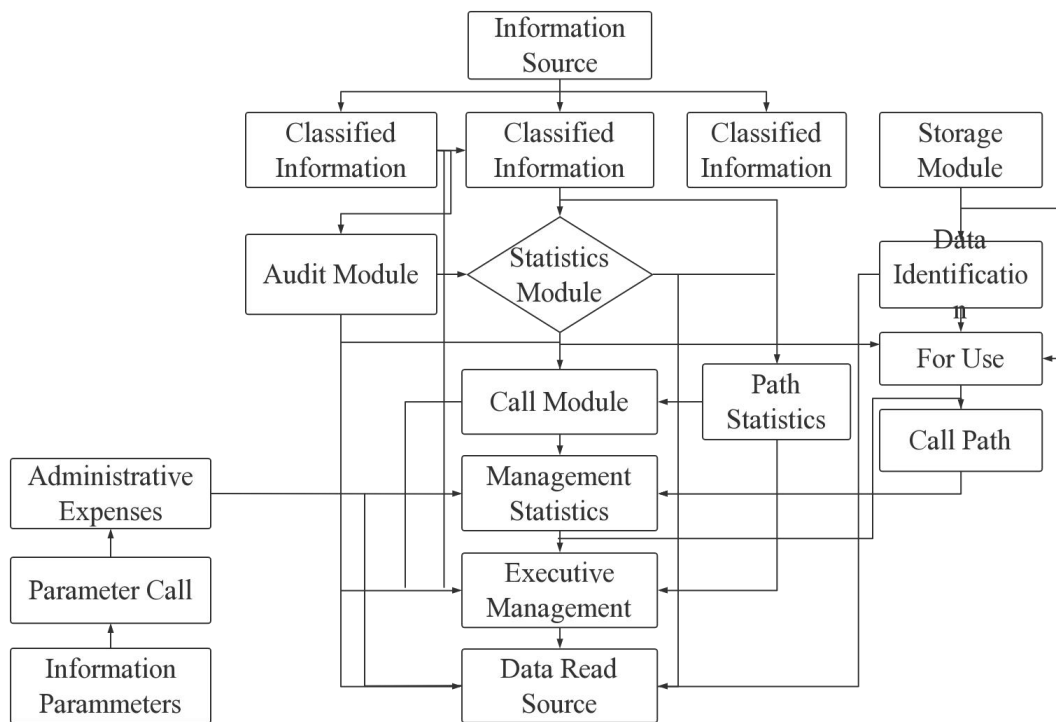 Information
Source
Classified
Information
Classified
Information
Classified
Information
Storage
Module
Audit Module
Statistics
Module
Data
Identificatio
n
For Use
Call Module
Path
Statistics
Call Path
Administrative
Expenses
Management
Statistics
Parameter Call
Executive
Management
Information
Parammeters
Data Read
Source